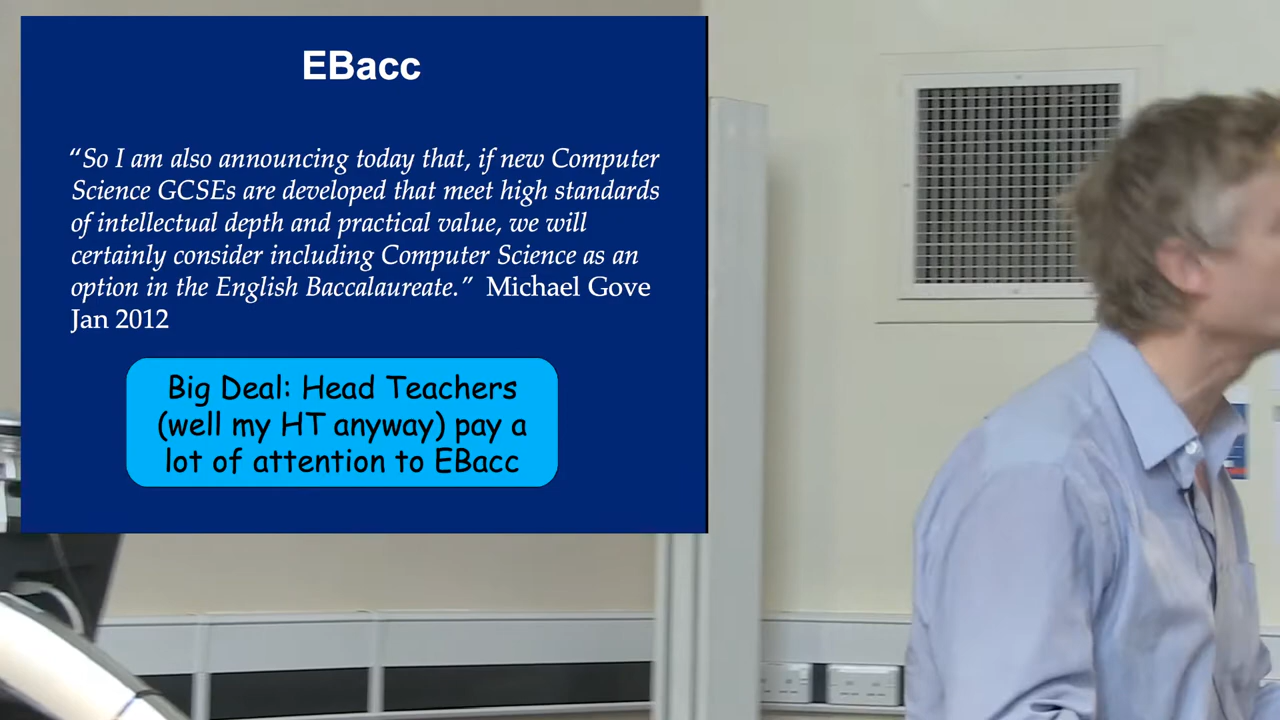 EBacc
“So I am also announcing today that, if new Computer
Science GCSEs are developed that meet high standards
of intellectual depth and practical value, we will
certainly consider including Computer Science as an
option in the English Baccalaureate.” Michael Gove
Jan 2012
Big Deal: Head Teachers
(well my HT anyway) pay a
lot of attention to EBacc